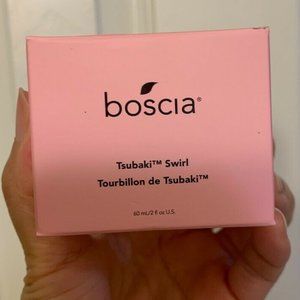 boscia®
Tsubaki™ Swirl
Tourbillon de Tsubaki™
60 mL/2 fl oz U.S.